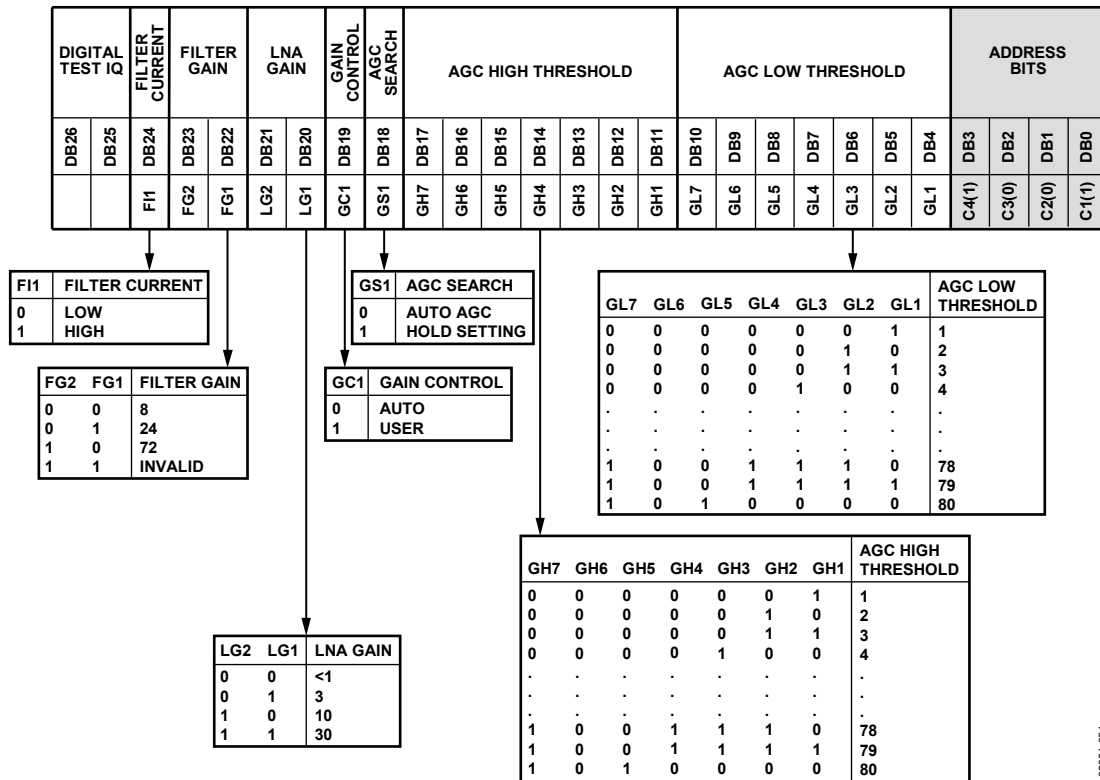 DIGITAL TEST IQ
FILTER CURRENT
FILTER GAIN
LNA GAIN
GAIN CONTROL
AGC SEARCH
AGC HIGH THRESHOLD
AGC LOW THRESHOLD
ADDRESS BITS
DB26 DB25 DB24 DB23 DB22 DB21 DB20 DB19 DB18 DB17 DB16 DB15 DB14 DB13 DB12 DB11 DB10 DB9 DB8 DB7 DB6 DB5 DB4 DB3 DB2 DB1 DB0
FI1 FG2 FG1 LG2 LG1 GC1 GS1 GH7 GH6 GH5 GH4 GH3 GH2 GH1 GL7 GL6 GL5 GL4 GL3 GL2 GL1 C4(1) C3(0) C2(0) C1(1)
FI1 FILTER CURRENT
0 LOW
1 HIGH
GS1 AGC SEARCH
0 AUTO AGC
1 HOLD SETTING
FG2 FG1 FILTER GAIN
0 0 8
0 1 24
1 0 72
1 1 INVALID
GC1 GAIN CONTROL
0 AUTO
1 USER
GL7 GL6 GL5 GL4 GL3 GL2 GL1 AGC LOW THRESHOLD
0 0 0 0 0 0 1 1
0 0 0 0 0 1 0 2
0 0 0 0 0 1 1 3
0 0 0 0 1 0 0 4
. . . . . . . .
. . . . . . . .
. . . . . . . .
1 0 0 1 1 1 0 78
1 0 0 1 1 1 1 79
1 0 1 0 0 0 0 80
GH7 GH6 GH5 GH4 GH3 GH2 GH1 AGC HIGH THRESHOLD
0 0 0 0 0 0 1 1
0 0 0 0 0 1 0 2
0 0 0 0 0 1 1 3
0 0 0 0 1 0 0 4
. . . . . . . .
. . . . . . . .
. . . . . . . .
1 0 0 1 1 1 0 78
1 0 0 1 1 1 1 79
1 0 1 0 0 0 0 80
LG2 LG1 LNA GAIN
0 0 <1
0 1 3
1 0 10
1 1 30